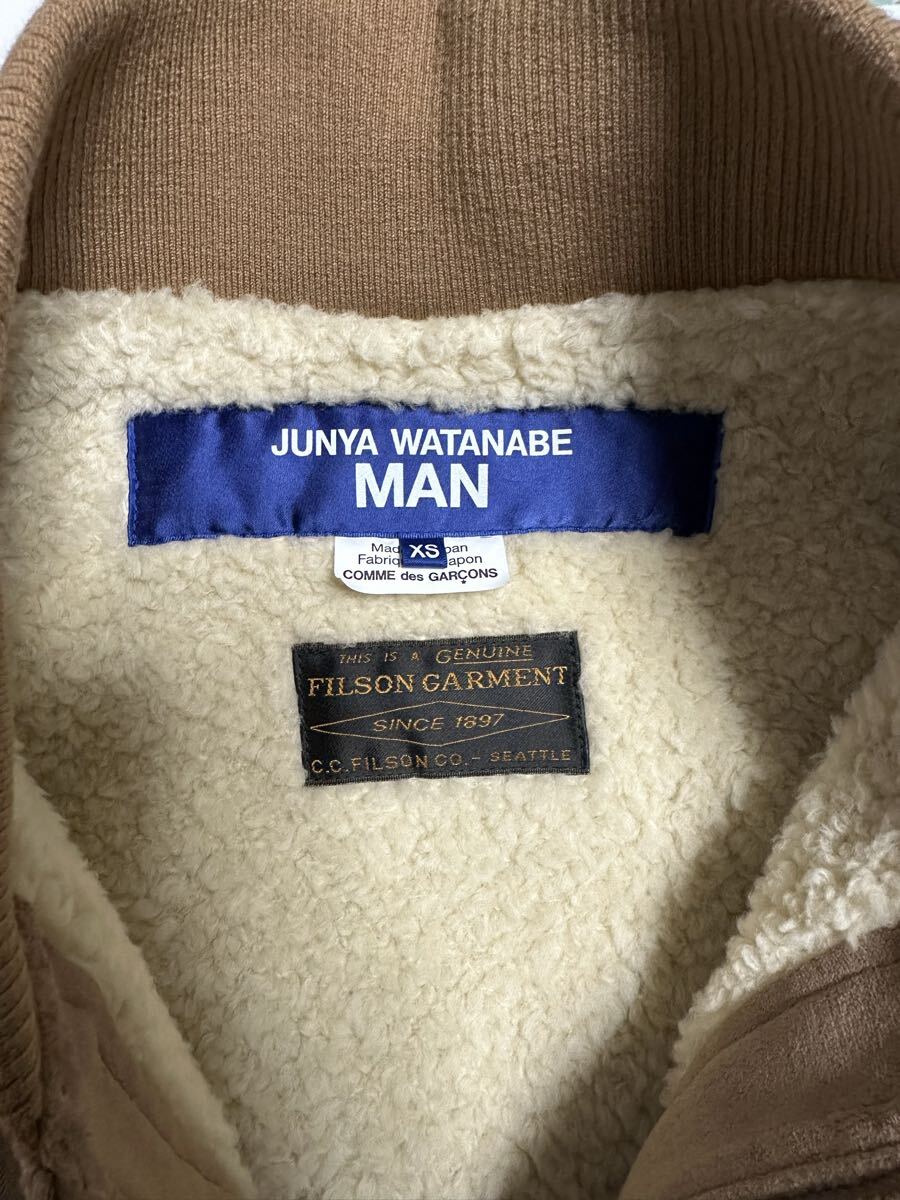 JUNYA WATANABE
MAN
XS
COMME des GARÇONS
THIS IS A GENUINE
FILSON GARMENT
SINCE 1897
C.C. FILSON CO. – SEATTLE